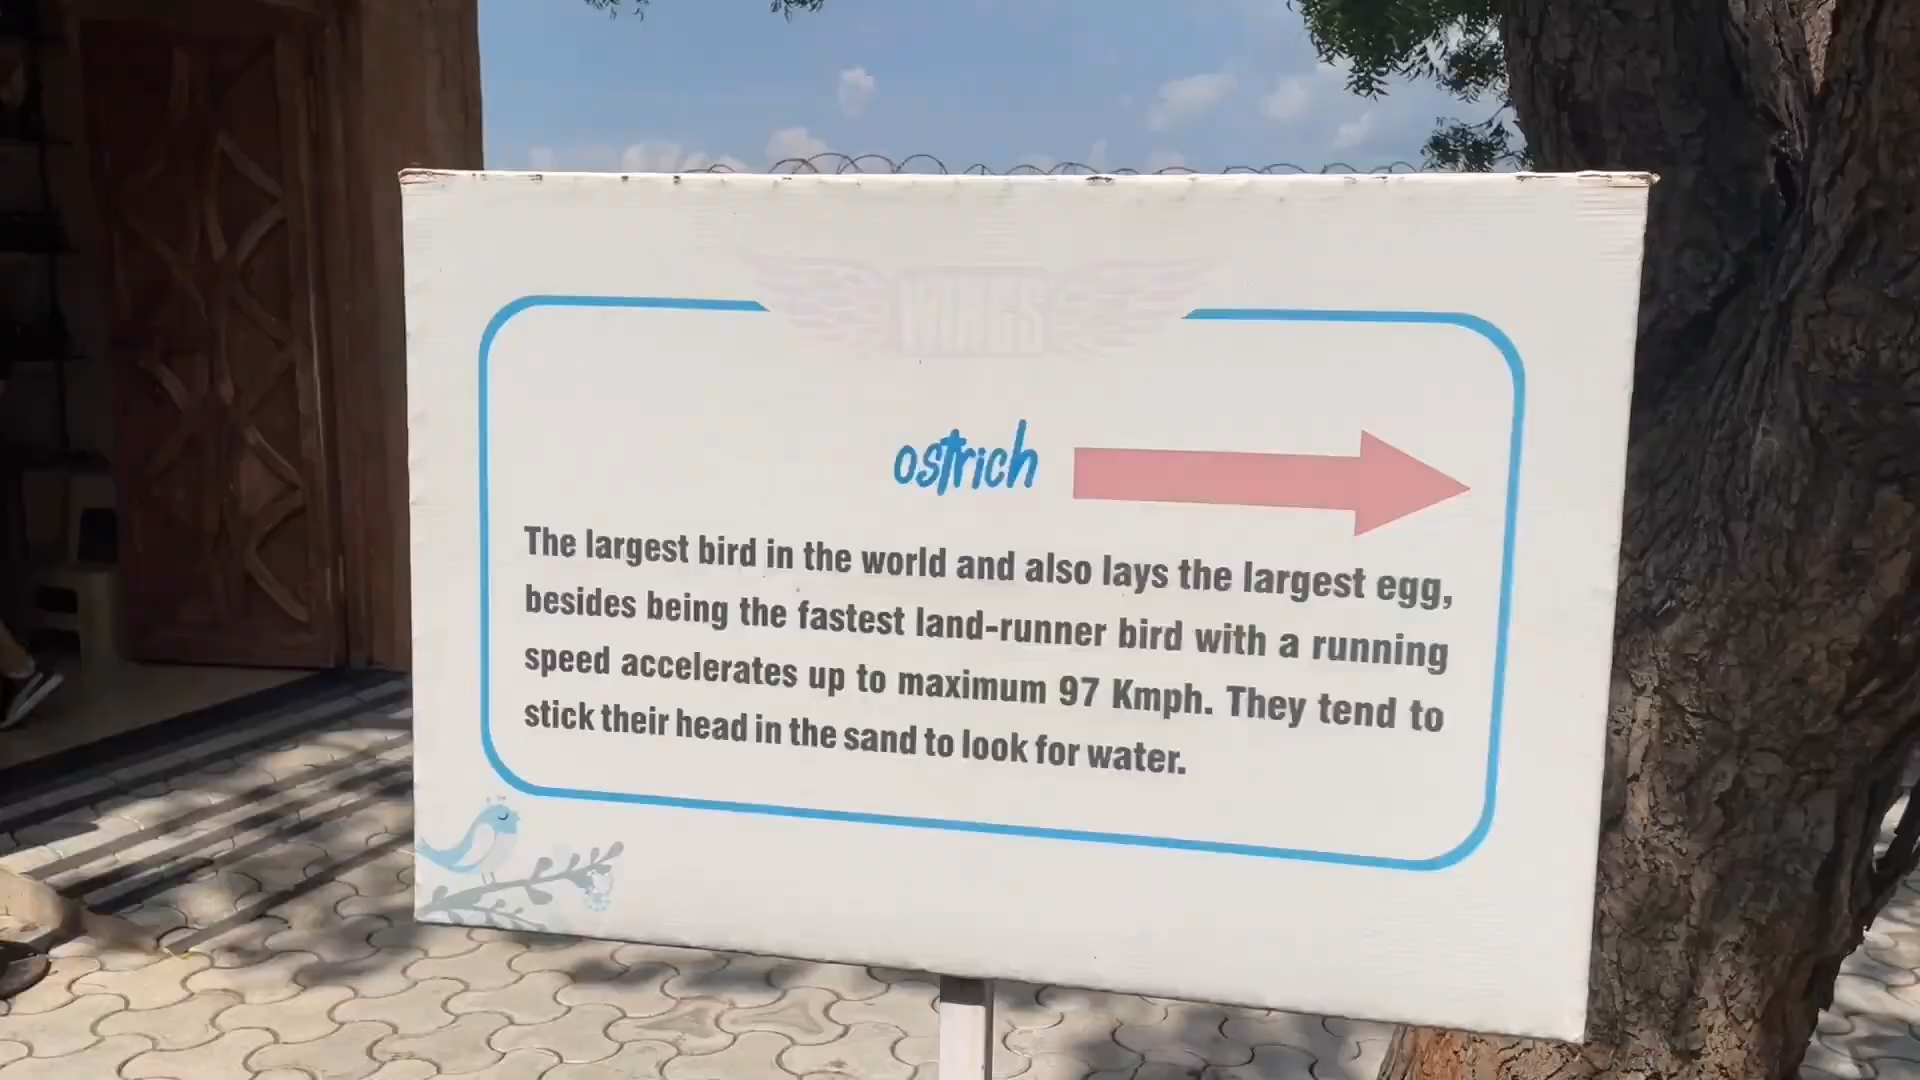 WINGS
ostrich
The largest bird in the world and also lays the largest egg,
besides being the fastest land-runner bird with a running
speed accelerates up to maximum 97 Kmph. They tend to
stick their head in the sand to look for water.